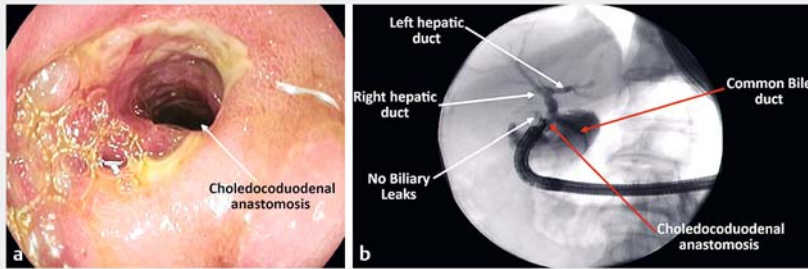 Choledocoduodenal
anastomosis
a
Left hepatic
duct
Right hepatic
duct
Common Bile
duct
No Biliary
Leaks
Choledocoduodenal
anastomosis
b